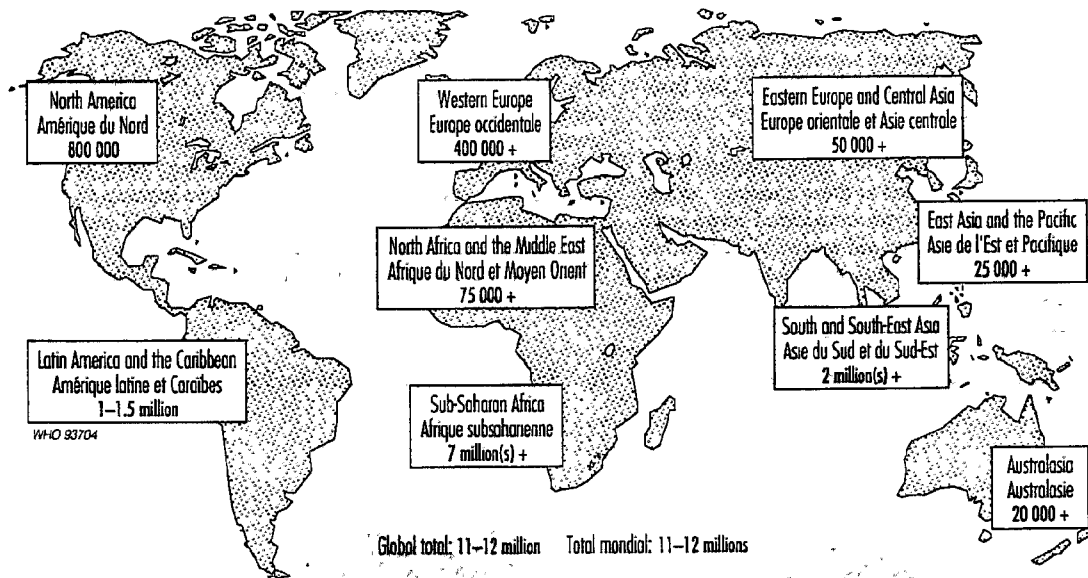 North America
Amérique du Nord
800 000
Western Europe
Europe occidentale
400 000 +
Eastern Europe and Central Asia
Europe orientale et Asie centrale
50 000 +
North Africa and the Middle East
Afrique du Nord et Moyen Orient
75 000 +
East Asia and the Pacific
Asie de l'Est et Pacifique
25 000 +
South and South-East Asia
Asie du Sud et du Sud-Est
2 million(s) +
Latin America and the Caribbean
Amérique latine et Caraïbes
1–1.5 million
WHO 93704
Sub-Saharan Africa
Afrique subsaharienne
7 million(s) +
Australasia
Australasie
20 000 +
Global total: 11–12 million Total mondial: 11–12 millions